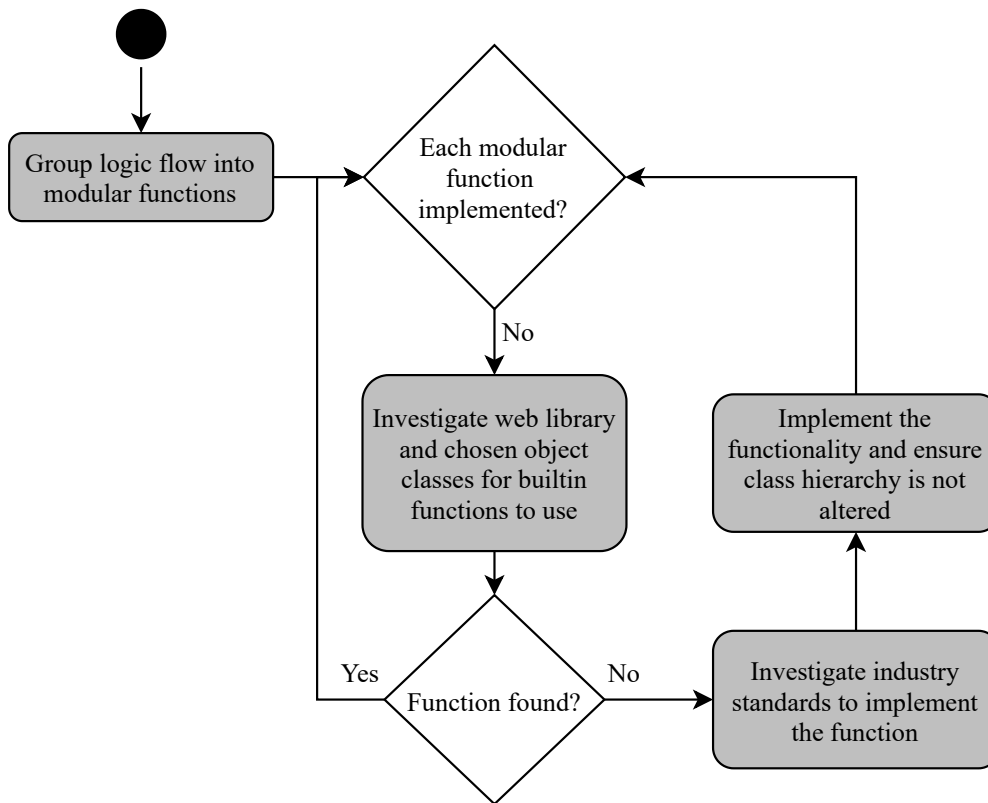 Group logic flow into
modular functions
Each modular
function
implemented?
No
Investigate web library
and chosen object
classes for builtin
functions to use
Implement the
functionality and ensure
class hierarchy is not
altered
Yes
Function found?
No
Investigate industry
standards to implement
the function